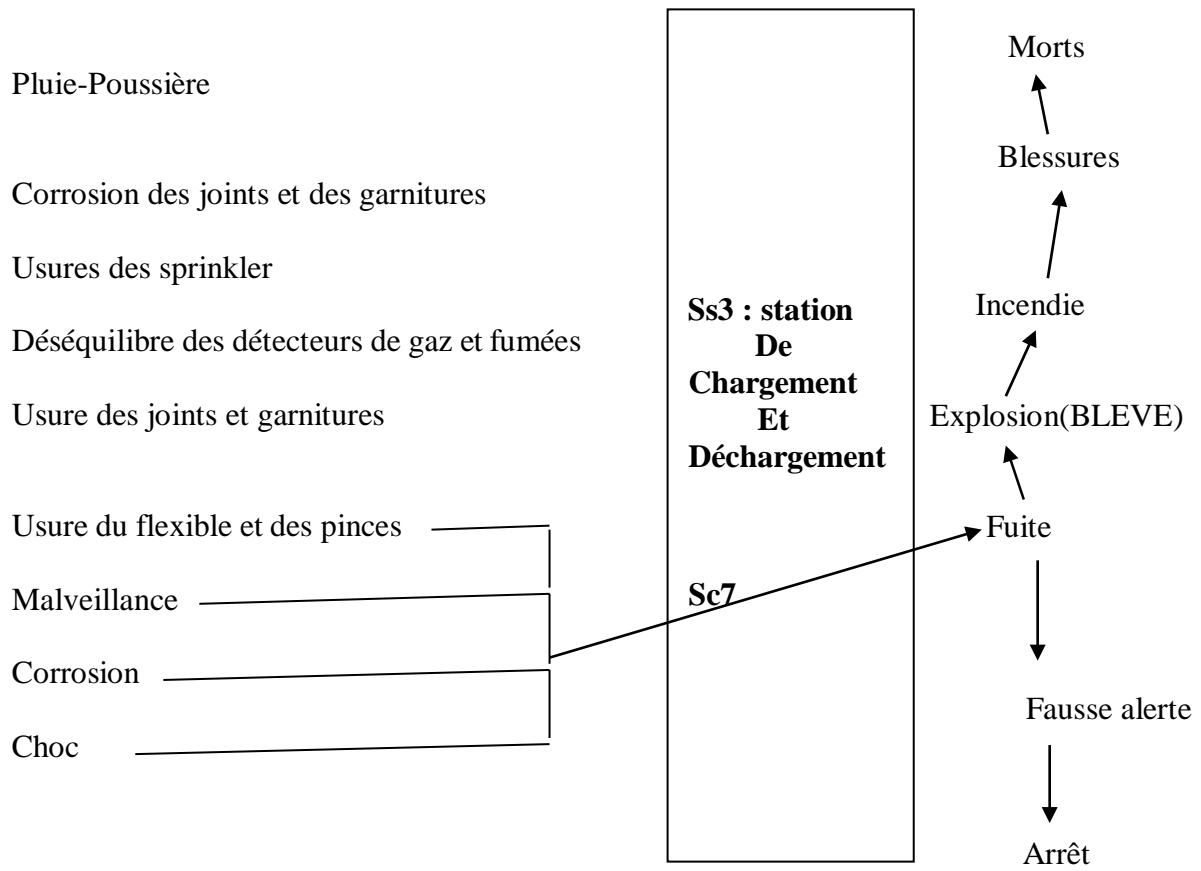 Pluie-Poussière
Corrosion des joints et des garnitures
Usures des sprinkler
Déséquilibre des détecteurs de gaz et fumées
Usure des joints et garnitures
Usure du flexible et des pinces
Malveillance
Corrosion
Choc
Ss3 : station
De
Chargement
Et
Déchargement
Sc7
Morts
Blessures
Incendie
Explosion(BLEVE)
Fuite
Fausse alerte
Arrêt